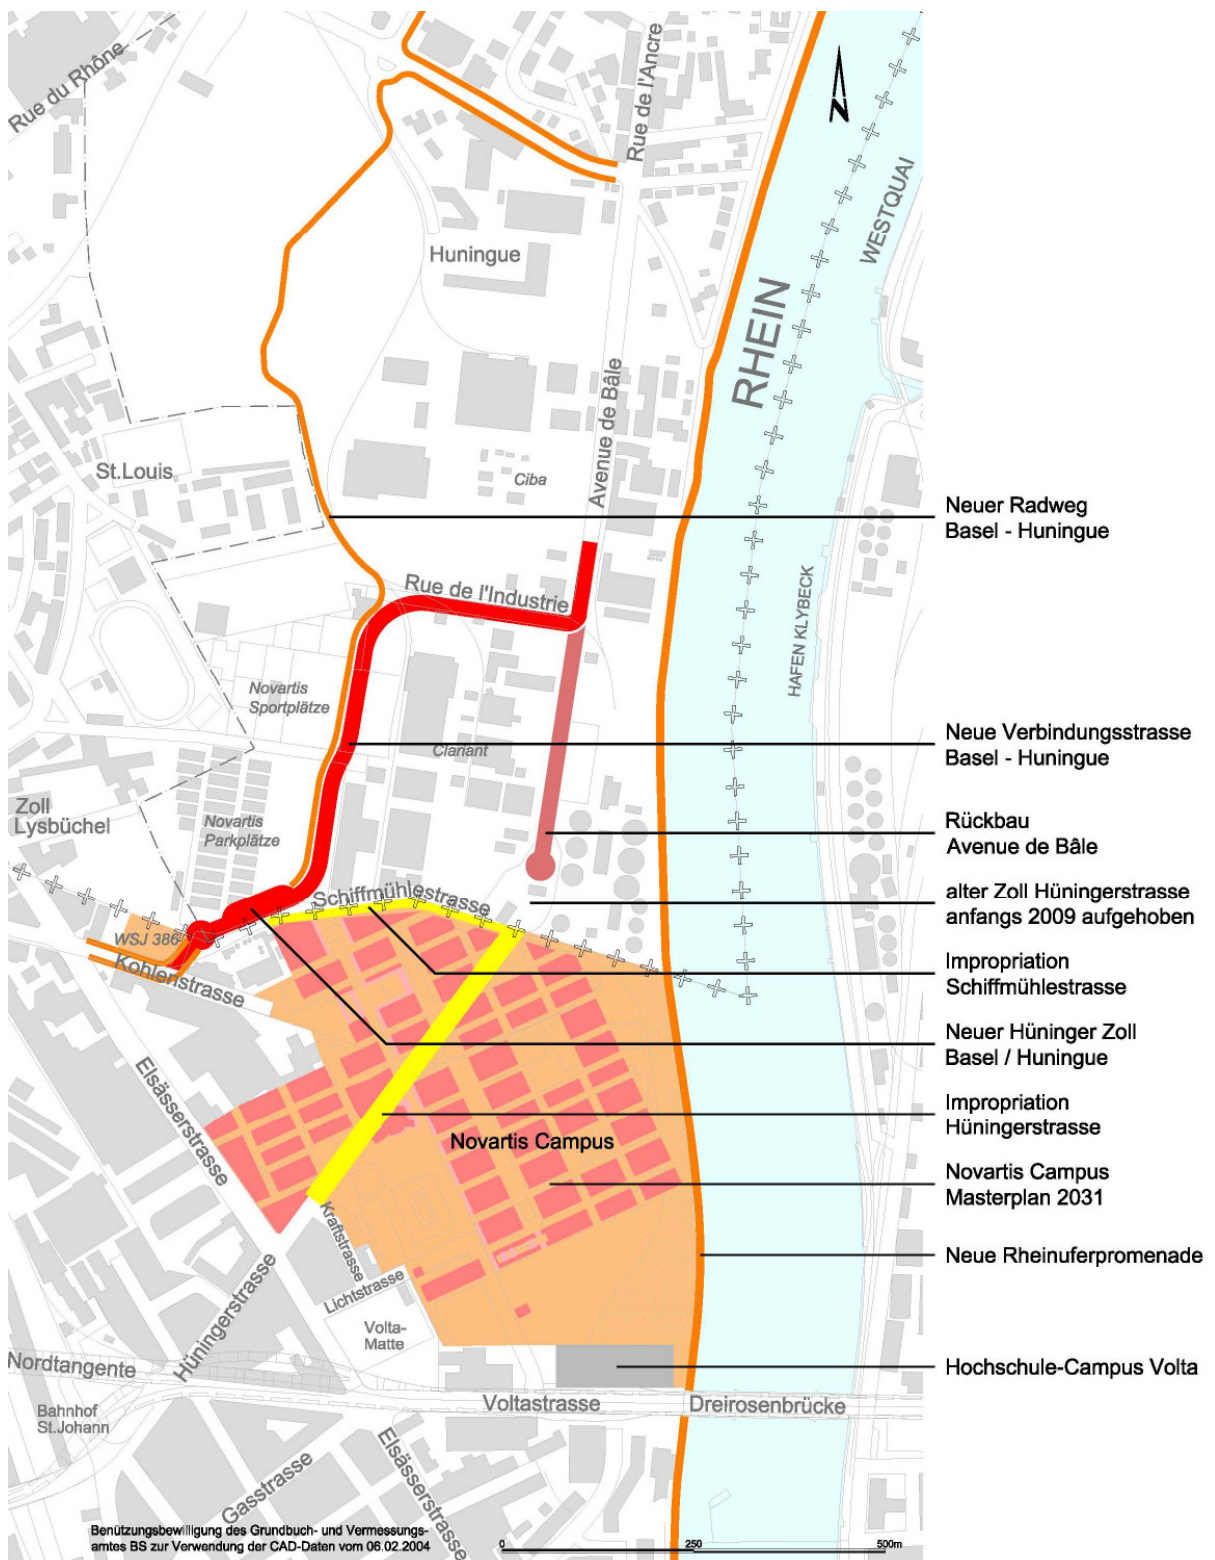 Rue du Rhône
Rue de l'Ancre
N
WESTQUAI
Huningue
RHEIN
Avenue de Bâle
St.Louis
Ciba
Neuer Radweg
Basel - Huningue
Rue de l'Industrie
HAFEN KLYBECK
Novartis
Sportplätze
Clariant
Neue Verbindungsstrasse
Basel - Huningue
Zoll
Lysbüchel
Novartis
Parkplätze
Rückbau
Avenue de Bâle
Schiffmühlestrasse
alter Zoll Hüningerstrasse
anfangs 2009 aufgehoben
WSJ 386
Kohlenstrasse
Impropriation
Schiffmühlestrasse
Neuer Hüninger Zoll
Basel / Huningue
Elsässerstrasse
Impropriation
Hüningerstrasse
Novartis Campus
Novartis Campus
Masterplan 2031
Kraftstrasse
Neue Rheinuferpromenade
Lichtstrasse
Hüningerstrasse
Volta-
Matte
Nordtangente
Hochschule-Campus Volta
Voltastrasse
Dreirosenbrücke
Bahnhof
St.Johann
Elsässerstrasse
Gasstrasse
Benützungsbewilligung des Grundbuch- und Vermessungs-
amtes BS zur Verwendung der CAD-Daten vom 06.02.2004
0 250 500m